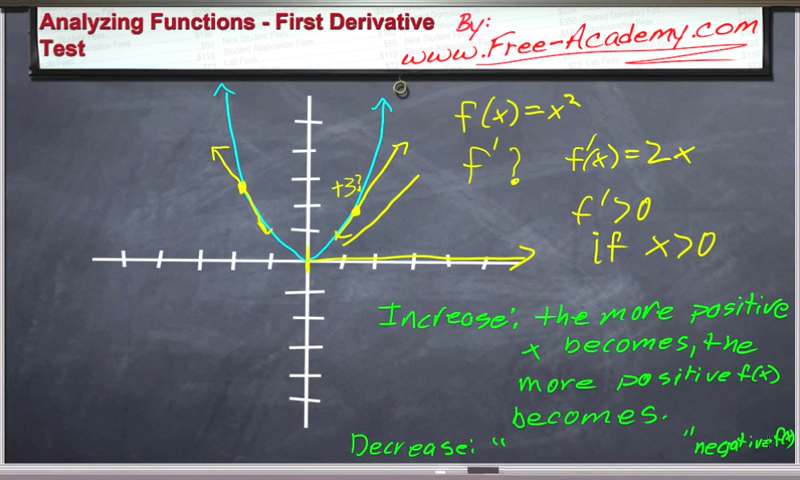 Analyzing Functions - First Derivative
Test
By:
www.Free-Academy.com
f(x)=x²
f'? f'(x)=2x
+3?
f'>0
if x>0
Increase: the more positive
x becomes, the
more positive f(x)
becomes.
Decrease: " " negative f(x)